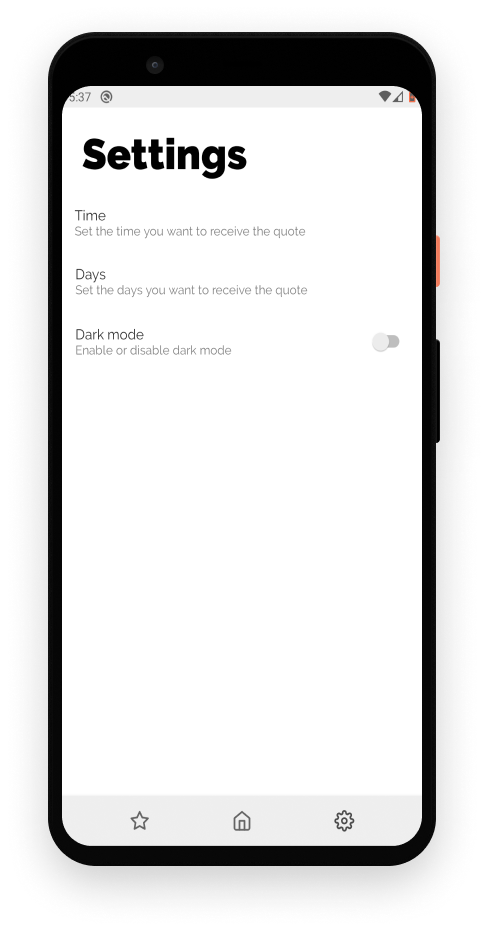 5:37
Settings
Time
Set the time you want to receive the quote
Days
Set the days you want to receive the quote
Dark mode
Enable or disable dark mode